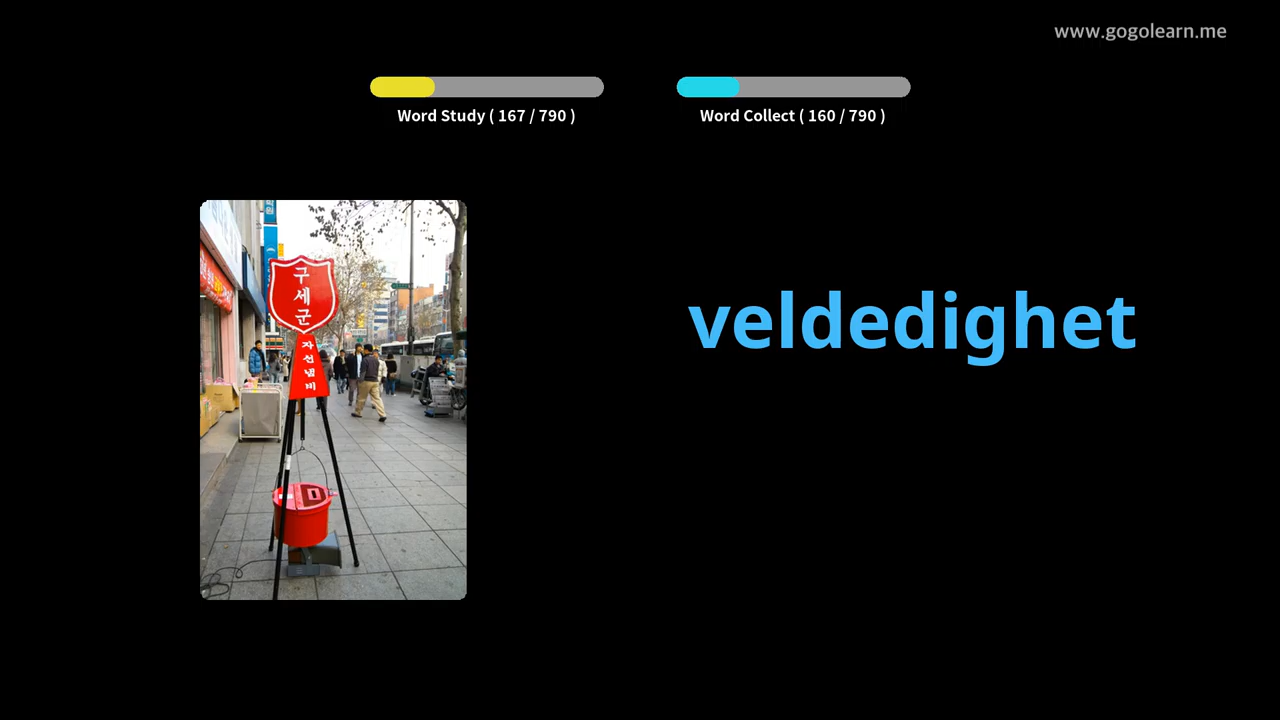 www.gogolearn.me
Word Study ( 167 / 790 )
Word Collect ( 160 / 790 )
veldedighet
구세군
자선냄비